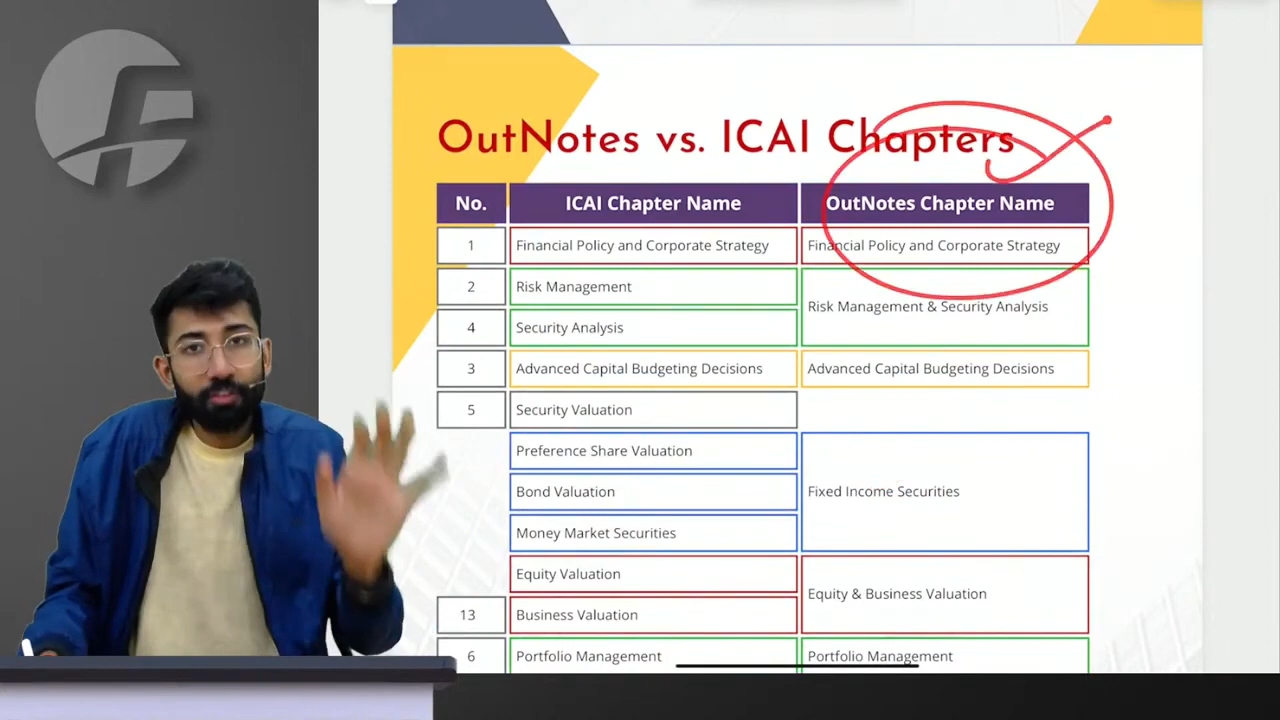 OutNotes vs. ICAI Chapters
No. ICAI Chapter Name OutNotes Chapter Name
1 Financial Policy and Corporate Strategy Financial Policy and Corporate Strategy
2 Risk Management
Risk Management & Security Analysis
4 Security Analysis
3 Advanced Capital Budgeting Decisions Advanced Capital Budgeting Decisions
5 Security Valuation
Preference Share Valuation
Bond Valuation Fixed Income Securities
Money Market Securities
Equity Valuation
Equity & Business Valuation
13 Business Valuation
6 Portfolio Management Portfolio Management